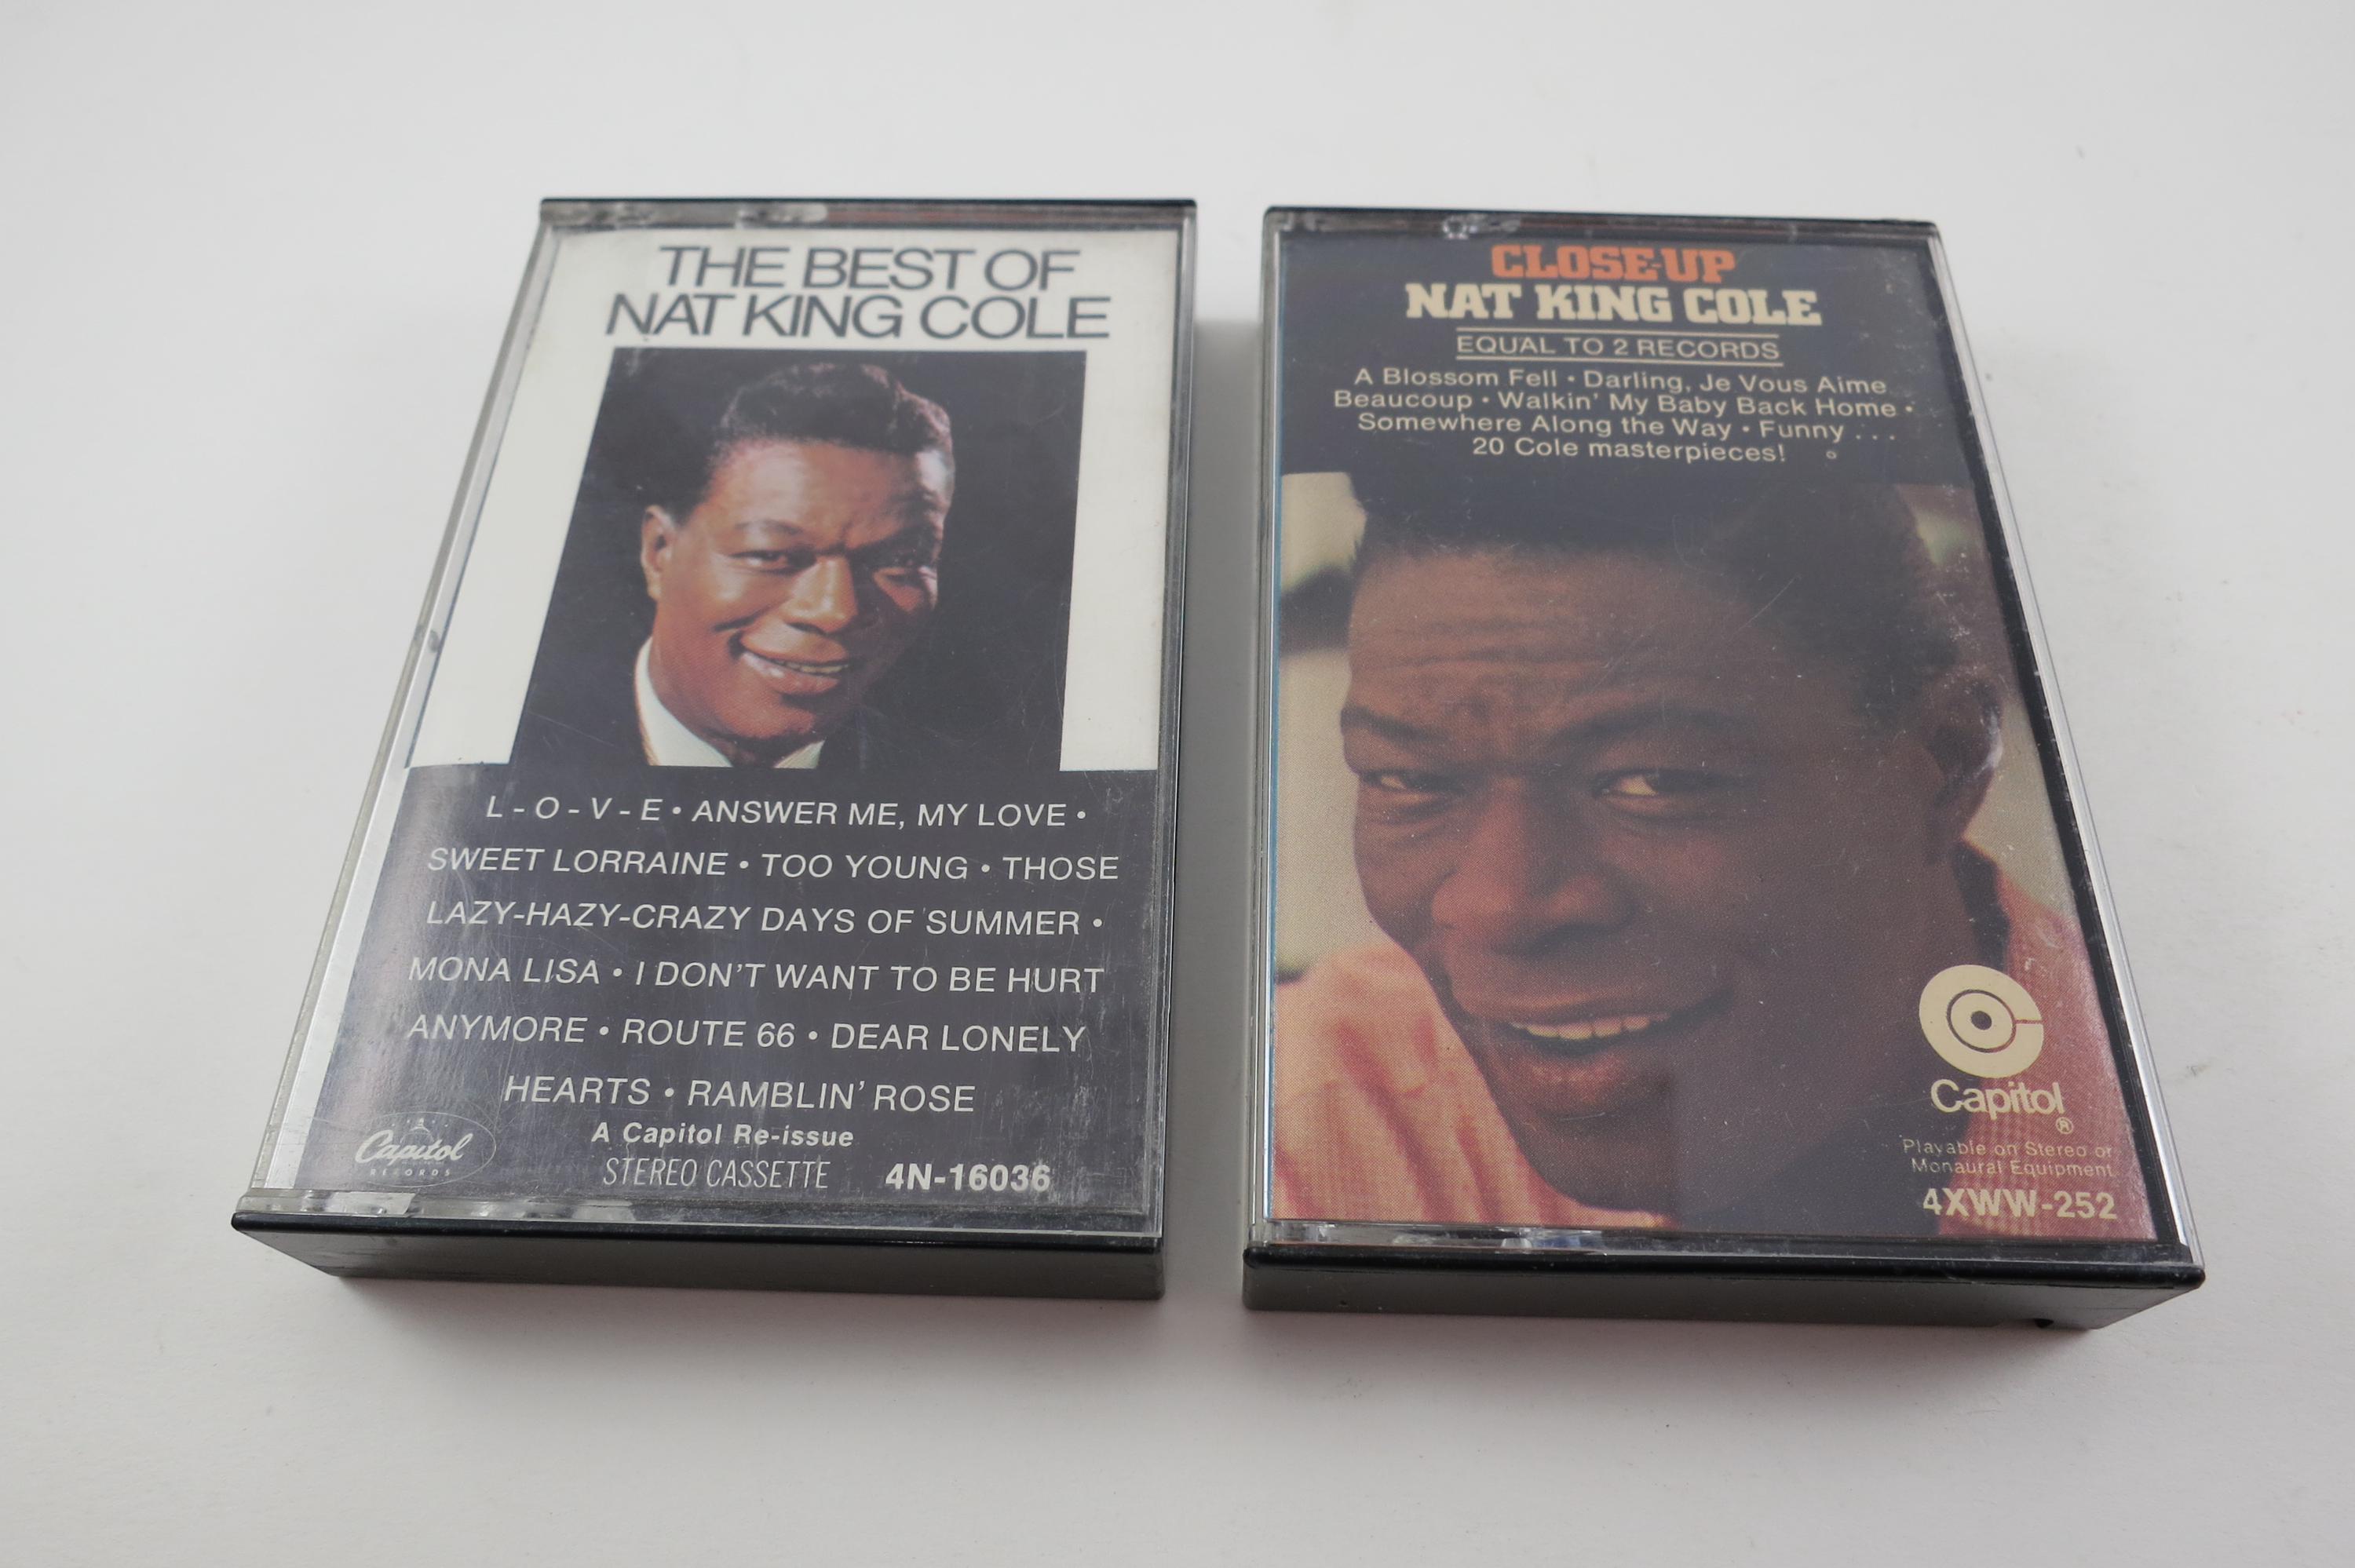 THE BEST OF
NAT KING COLE
L-O-V-E • ANSWER ME, MY LOVE •
SWEET LORRAINE • TOO YOUNG • THOSE
LAZY-HAZY-CRAZY DAYS OF SUMMER •
MONA LISA • I DON'T WANT TO BE HURT
ANYMORE • ROUTE 66 • DEAR LONELY
HEARTS • RAMBLIN' ROSE
A Capitol Re-issue
STEREO CASSETTE 4N-16036
Capitol
RECORDS
CLOSE-UP
NAT KING COLE
EQUAL TO 2 RECORDS
A Blossom Fell • Darling, Je Vous Aime
Beaucoup • Walkin' My Baby Back Home •
Somewhere Along the Way • Funny . . .
20 Cole masterpieces!
Capitol
®
Playable on Stereo or
Monaural Equipment
4XWW-252